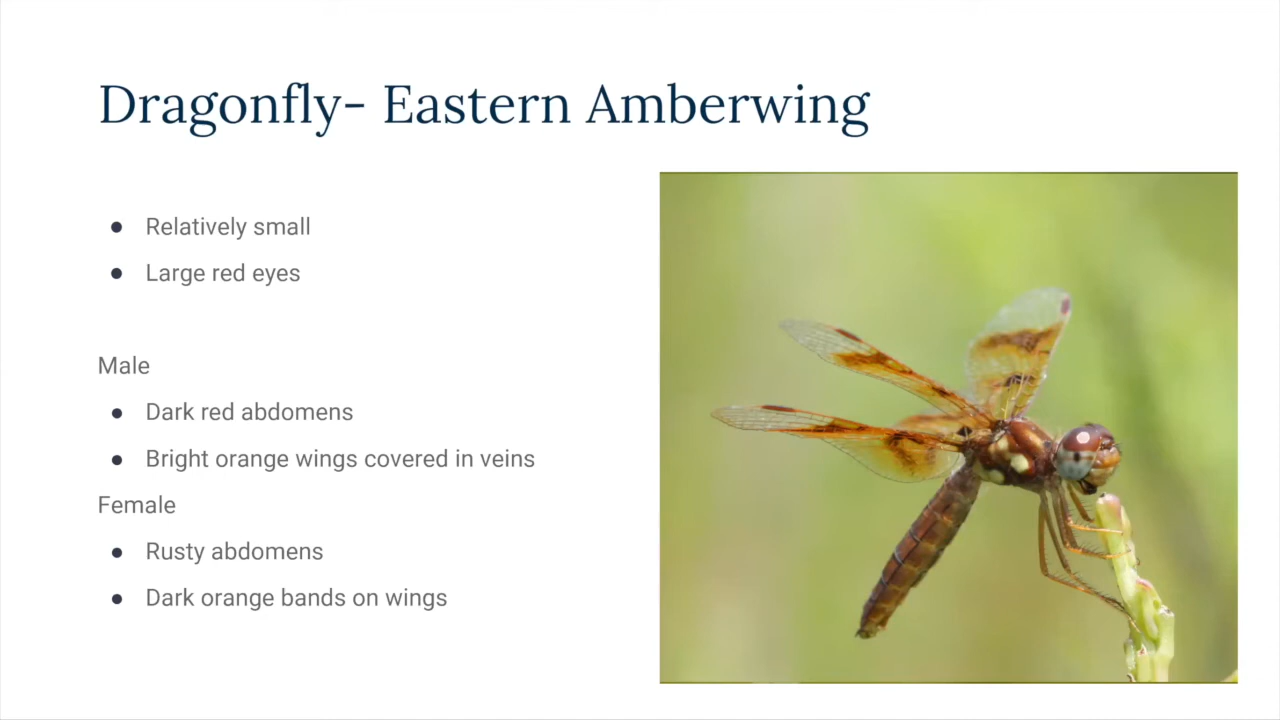 Dragonfly- Eastern Amberwing
● Relatively small
● Large red eyes
Male
● Dark red abdomens
● Bright orange wings covered in veins
Female
● Rusty abdomens
● Dark orange bands on wings